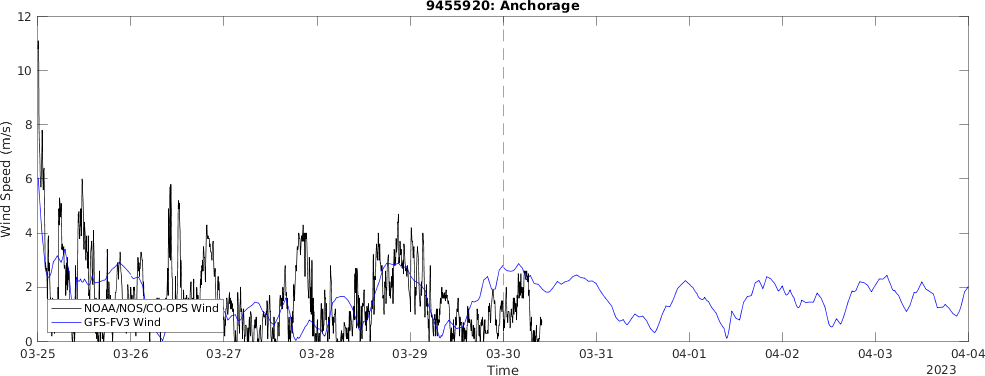 9455920: Anchorage
12
10
8
6
4
2
0
Wind Speed (m/s)
NOAA/NOS/CO-OPS Wind
GFS-FV3 Wind
03-25 03-26 03-27 03-28 03-29 03-30 03-31 04-01 04-02 04-03 04-04
Time
2023